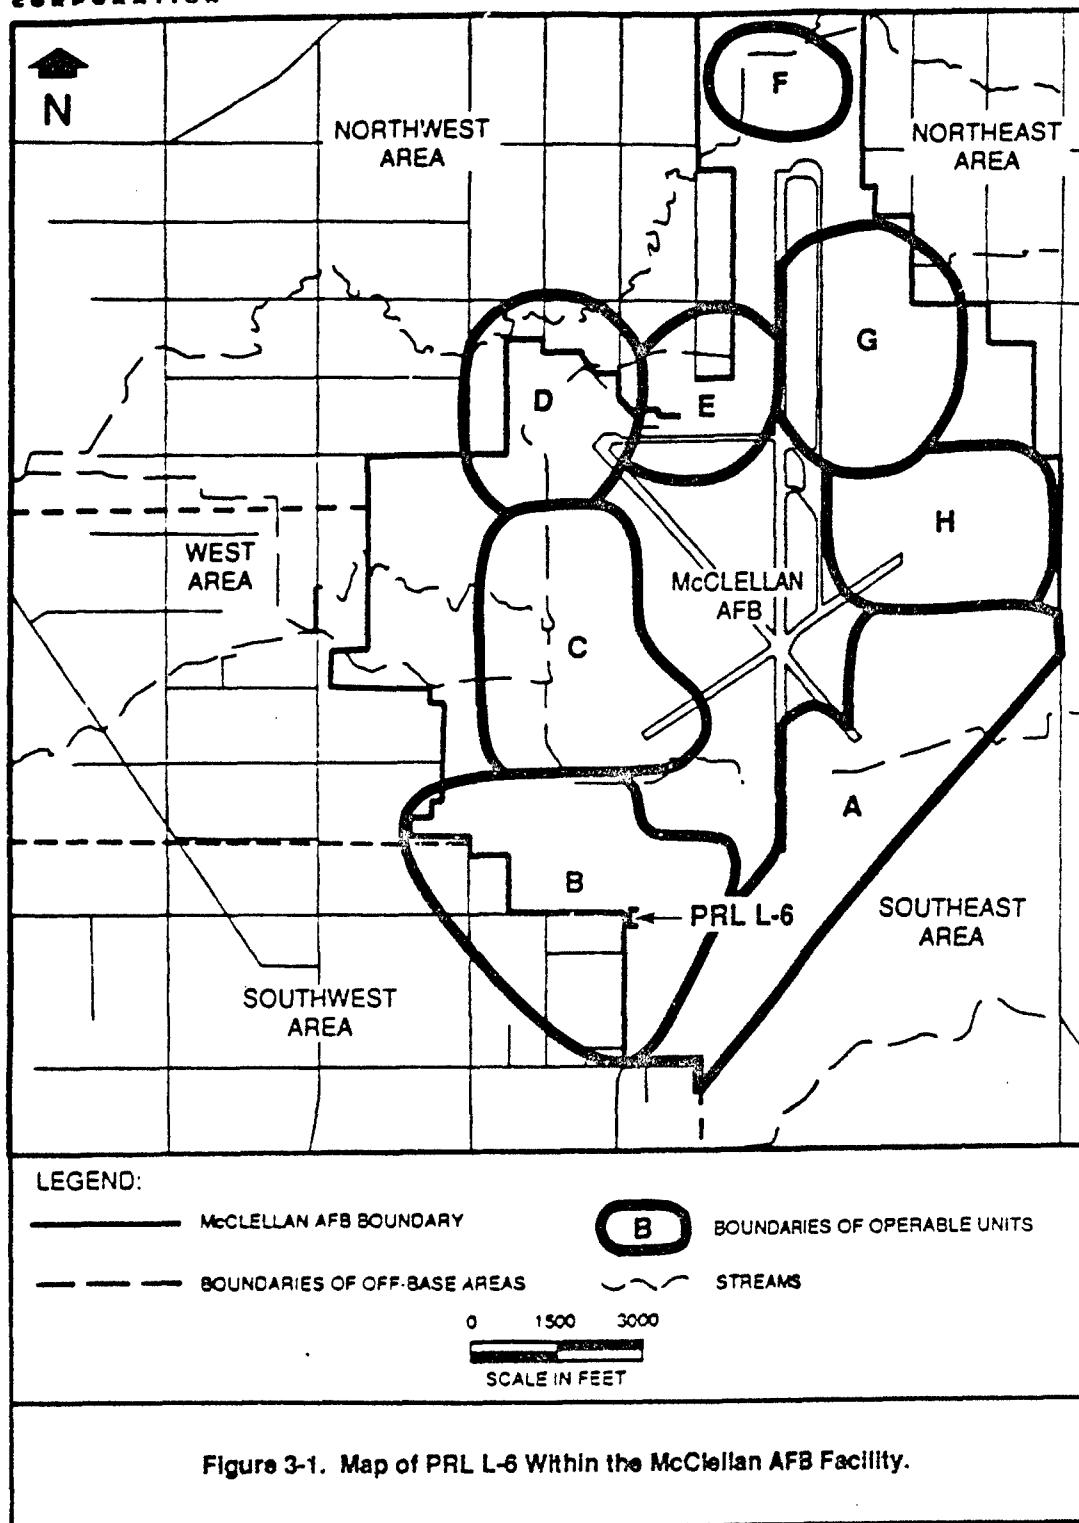 CORPORATION
N
NORTHWEST
AREA
F
NORTHEAST
AREA
G
D
E
H
WEST
AREA
McCLELLAN
AFB
C
A
B
PRL L-6
SOUTHEAST
AREA
SOUTHWEST
AREA
LEGEND:
McCLELLAN AFB BOUNDARY
B
BOUNDARIES OF OPERABLE UNITS
BOUNDARIES OF OFF-BASE AREAS
STREAMS
0 1500 3000
SCALE IN FEET
Figure 3-1. Map of PRL L-6 Within the McClellan AFB Facility.